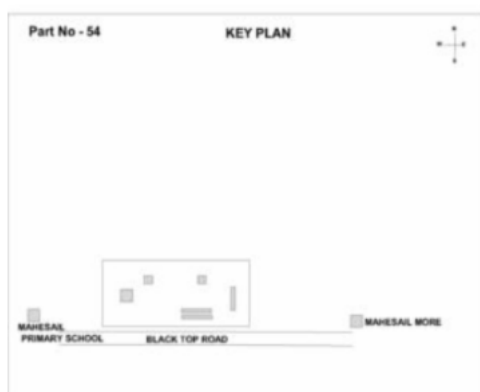 Part No - 54
KEY PLAN
MAHESAIL
PRIMARY SCHOOL
BLACK TOP ROAD
MAHESAIL MORE